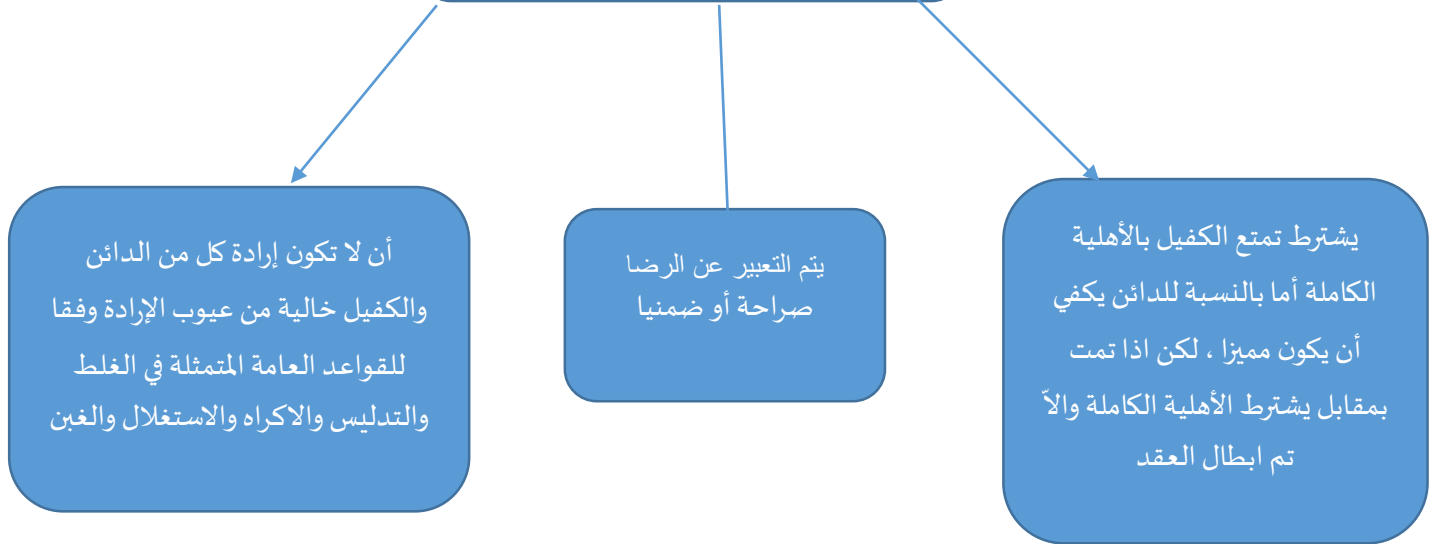 يشترط تمتع الكفيل بالأهلية
الكاملة أما بالنسبة للدائن يكفي
أن يكون مميزا ، لكن اذا تمت
بمقابل يشترط الأهلية الكاملة والاّ
تم ابطال العقد
يتم التعبير عن الرضا
صراحة أو ضمنيا
أن لا تكون إرادة كل من الدائن
والكفيل خالية من عيوب الإرادة وفقا
للقواعد العامة المتمثلة في الغلط
والتدليس والاكراه والاستغلال والغبن